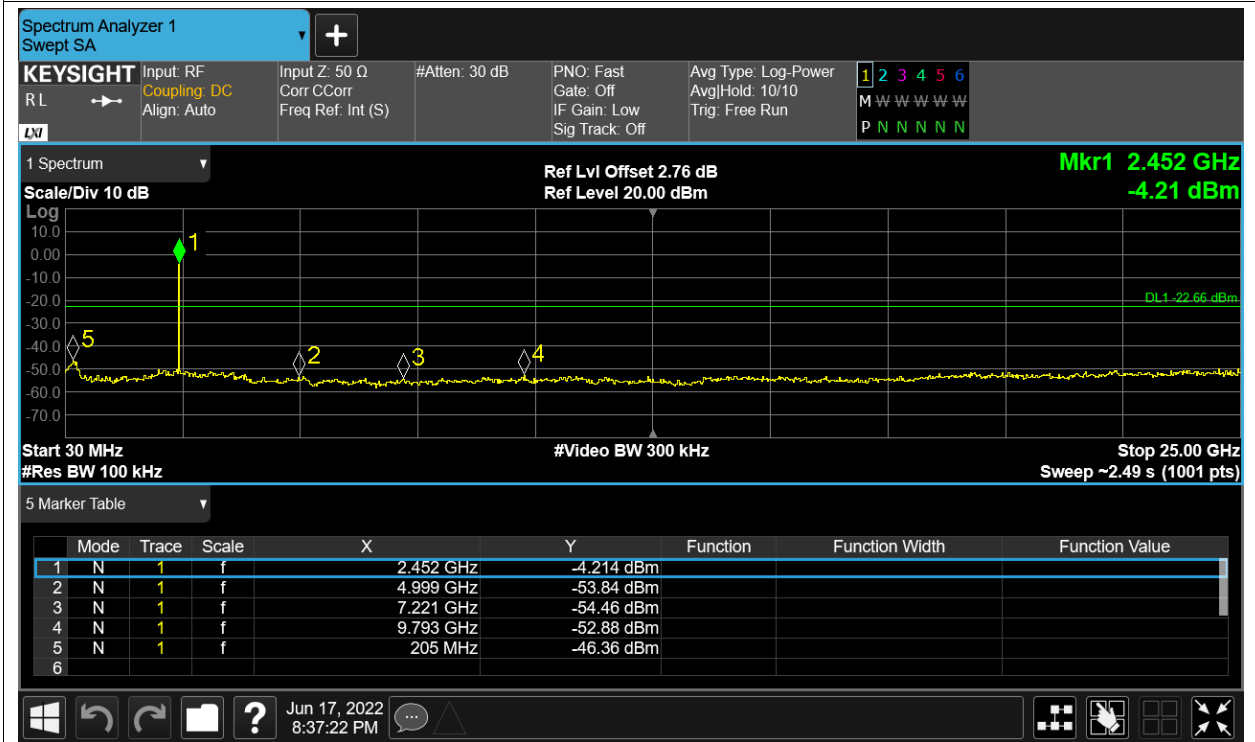 Spectrum Analyzer 1
Swept SA
+
KEYSIGHT Input: RF Input Z: 50 Ω #Atten: 30 dB PNO: Fast Avg Type: Log-Power 1 2 3 4 5 6
R L Coupling: DC Corr CCorr Gate: Off Avg|Hold: 10/10 M W W W W W
Align: Auto Freq Ref: Int (S) IF Gain: Low Trig: Free Run
LXI Sig Track: Off P N N N N N
1 Spectrum Ref Lvl Offset 2.76 dB Mkr1 2.452 GHz
Scale/Div 10 dB Ref Level 20.00 dBm -4.21 dBm
Log
10.0
1
0.00
-10.0
-20.0 DL1 -22.66 dBm
-30.0
-40.0 5 2 3 4
-50.0
-60.0
-70.0
Start 30 MHz #Video BW 300 kHz Stop 25.00 GHz
#Res BW 100 kHz Sweep ~2.49 s (1001 pts)
5 Marker Table
Mode Trace Scale X Y Function Function Width Function Value
1 N 1 f 2.452 GHz -4.214 dBm
2 N 1 f 4.999 GHz -53.84 dBm
3 N 1 f 7.221 GHz -54.46 dBm
4 N 1 f 9.793 GHz -52.88 dBm
5 N 1 f 205 MHz -46.36 dBm
6
? Jun 17, 2022
8:37:22 PM